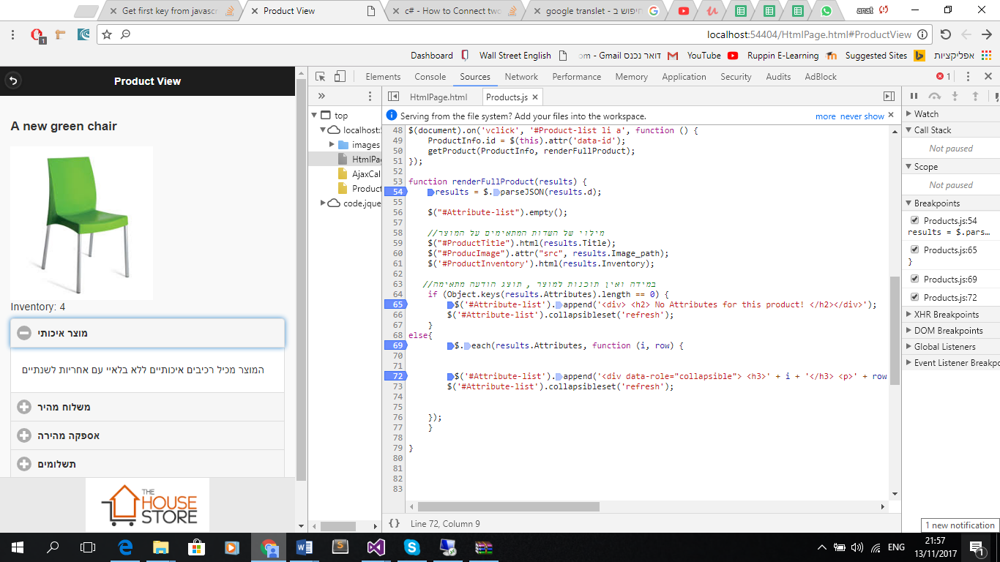 Get first key from javascr
Product View
c# - How to Connect two
google translet - חיפוש ב
anat
1
localhost:54404/HtmlPage.html#ProductView
Dashboard
Wall Street English
דואר נכנס - Gmail - om
YouTube
Ruppin E-Learning
Suggested Sites
אפליקציות
Product View
A new green chair
Inventory: 4
מוצר איכותי
המוצר מכיל רכיבים איכותיים ללא בלאיי עם אחריות לשנתיים
משלוח מהיר
אספקה מהירה
תשלומים
THE
HOUSE
STORE
Elements Console Sources Network Performance Memory Application Security Audits AdBlock
1
top
localhost:5
images
HtmlPa
AjaxCal
Product
code.jque
HtmlPage.html
Products.js
Serving from the file system? Add your files into the workspace.
more never show
48 $(document).on('vclick', '#Product-list li a', function () {
49 ProductInfo.id = $(this).attr('data-id');
50 getProduct(ProductInfo, renderFullProduct);
51 });
52
53 function renderFullProduct(results) {
54 results = $.parseJSON(results.d);
55
56 $("#Attribute-list").empty();
57
58 //מילוי של השדות המתאימים על המוצר
59 $("#ProductTitle").html(results.Title);
60 $("#ProducImage").attr("src", results.Image_path);
61 $('#ProductInventory').html(results.Inventory);
62
63 //במידה ואין תוכנות למוצר , תוצג הודעה מתאימה
64 if (Object.keys(results.Attributes).length == 0) {
65 $('#Attribute-list').append('<div> <h2> No Attributes for this product! </h2></div>');
66 $('#Attribute-list').collapsibleset('refresh');
67 }
68 else{
69 $.each(results.Attributes, function (i, row) {
70
71
72 $('#Attribute-list').append('<div data-role="collapsible"> <h3>' + i + '</h3> <p>' + row
73 $('#Attribute-list').collapsibleset('refresh');
74
75
76 });
77 }
78
79 }
80
81
82
83
{} Line 72, Column 9
Watch
Call Stack
Not paused
Scope
Not paused
Breakpoints
Products.js:54
results = $.pars…
Products.js:65
}
Products.js:69
Products.js:72
XHR Breakpoints
DOM Breakpoints
Global Listeners
Event Listener Breakpo
1 new notification
ENG
21:57
13/11/2017
1